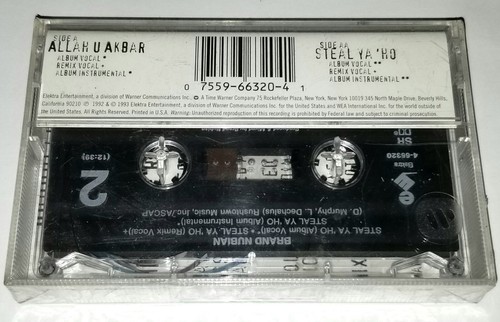 SIDE A
ALLAH U AKBAR
ALBUM VOCAL *
REMIX VOCAL +
ALBUM INSTRUMENTAL *
0 7559-66320-4 1
SIDE AA
STEAL YA 'HO
ALBUM VOCAL **
REMIX VOCAL +
ALBUM INSTRUMENTAL **
Elektra Entertainment, a division of Warner Communications Inc. A Time Warner Company 75 Rockefeller Plaza, New York, New York 10019 345 North Maple Drive, Beverly Hills,
California 90210 ℗ 1992 & © 1993 Elektra Entertainment, a division of Warner Communications Inc. for the United States and WEA International Inc. for the world outside of
the United States. All Rights Reserved. Printed in U.S.A. Warning: Unauthorized reproduction of this recording is prohibited by Federal law and subject to criminal prosecution.
BRAND NUBIAN
STEAL YA 'HO (Album Vocal)* • STEAL YA 'HO (Remix Vocal)+
STEAL YA 'HO (Album Instrumental)*
(D. Murphy, L. Dechalus) Rustown Music, Inc./ASCAP
2
(12:39)
Elektra
4-66320
SR